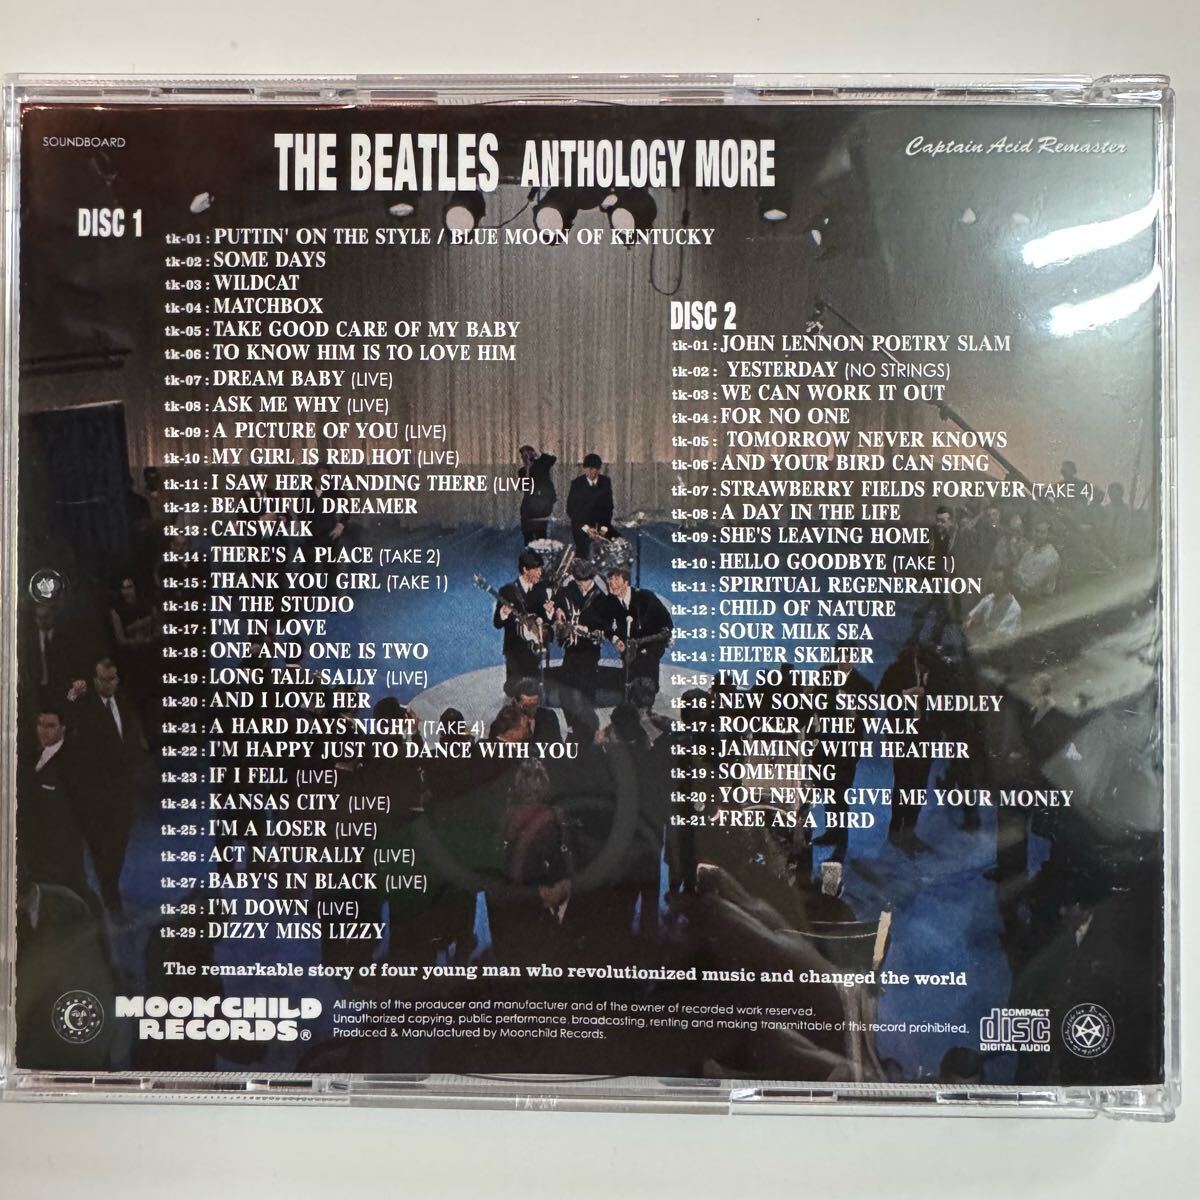 SOUNDBOARD
THE BEATLES ANTHOLOGY MORE
Captain Acid Remaster
DISC 1
tk-01 : PUTTIN' ON THE STYLE / BLUE MOON OF KENTUCKY
tk-02 : SOME DAYS
tk-03 : WILDCAT
tk-04 : MATCHBOX
tk-05 : TAKE GOOD CARE OF MY BABY
tk-06 : TO KNOW HIM IS TO LOVE HIM
tk-07 : DREAM BABY (LIVE)
tk-08 : ASK ME WHY (LIVE)
tk-09 : A PICTURE OF YOU (LIVE)
tk-10 : MY GIRL IS RED HOT (LIVE)
tk-11 : I SAW HER STANDING THERE (LIVE)
tk-12 : BEAUTIFUL DREAMER
tk-13 : CATSWALK
tk-14 : THERE'S A PLACE (TAKE 2)
tk-15 : THANK YOU GIRL (TAKE 1)
tk-16 : IN THE STUDIO
tk-17 : I'M IN LOVE
tk-18 : ONE AND ONE IS TWO
tk-19 : LONG TALL SALLY (LIVE)
tk-20 : AND I LOVE HER
tk-21 : A HARD DAYS NIGHT (TAKE 4)
tk-22 : I'M HAPPY JUST TO DANCE WITH YOU
tk-23 : IF I FELL (LIVE)
tk-24 : KANSAS CITY (LIVE)
tk-25 : I'M A LOSER (LIVE)
tk-26 : ACT NATURALLY (LIVE)
tk-27 : BABY'S IN BLACK (LIVE)
tk-28 : I'M DOWN (LIVE)
tk-29 : DIZZY MISS LIZZY
DISC 2
tk-01 : JOHN LENNON POETRY SLAM
tk-02 : YESTERDAY (NO STRINGS)
tk-03 : WE CAN WORK IT OUT
tk-04 : FOR NO ONE
tk-05 : TOMORROW NEVER KNOWS
tk-06 : AND YOUR BIRD CAN SING
tk-07 : STRAWBERRY FIELDS FOREVER (TAKE 4)
tk-08 : A DAY IN THE LIFE
tk-09 : SHE'S LEAVING HOME
tk-10 : HELLO GOODBYE (TAKE 1)
tk-11 : SPIRITUAL REGENERATION
tk-12 : CHILD OF NATURE
tk-13 : SOUR MILK SEA
tk-14 : HELTER SKELTER
tk-15 : I'M SO TIRED
tk-16 : NEW SONG SESSION MEDLEY
tk-17 : ROCKER / THE WALK
tk-18 : JAMMING WITH HEATHER
tk-19 : SOMETHING
tk-20 : YOU NEVER GIVE ME YOUR MONEY
tk-21 : FREE AS A BIRD
The remarkable story of four young man who revolutionized music and changed the world
MOONCHILD
RECORDS®
All rights of the producer and manufacturer and of the owner of recorded work reserved.
Unauthorized copying, public performance, broadcasting, renting and making transmittable of this record prohibited.
Produced & Manufactured by Moonchild Records.
COMPACT
disc
DIGITAL AUDIO